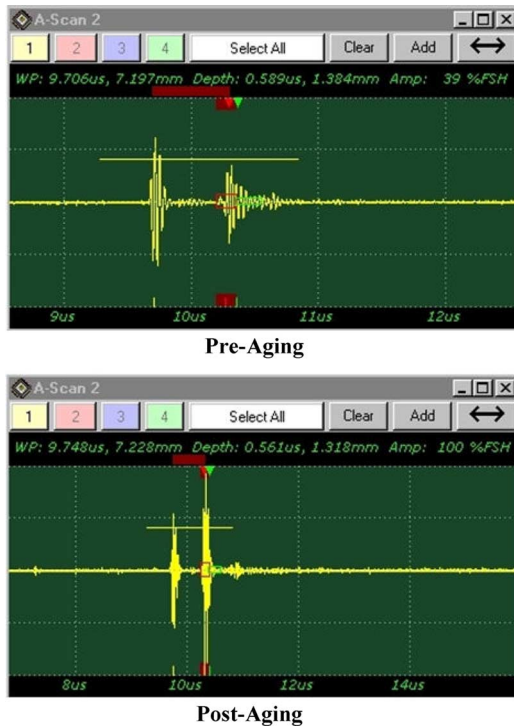 A-Scan 2
1 2 3 4 Select All Clear Add
WP: 9.706us, 7.197mm Depth: 0.589us, 1.384mm Amp: 39 %FSH
9us 10us 11us 12us
Pre-Aging
A-Scan 2
1 2 3 4 Select All Clear Add
WP: 9.748us, 7.228mm Depth: 0.561us, 1.318mm Amp: 100 %FSH
8us 10us 12us 14us
Post-Aging